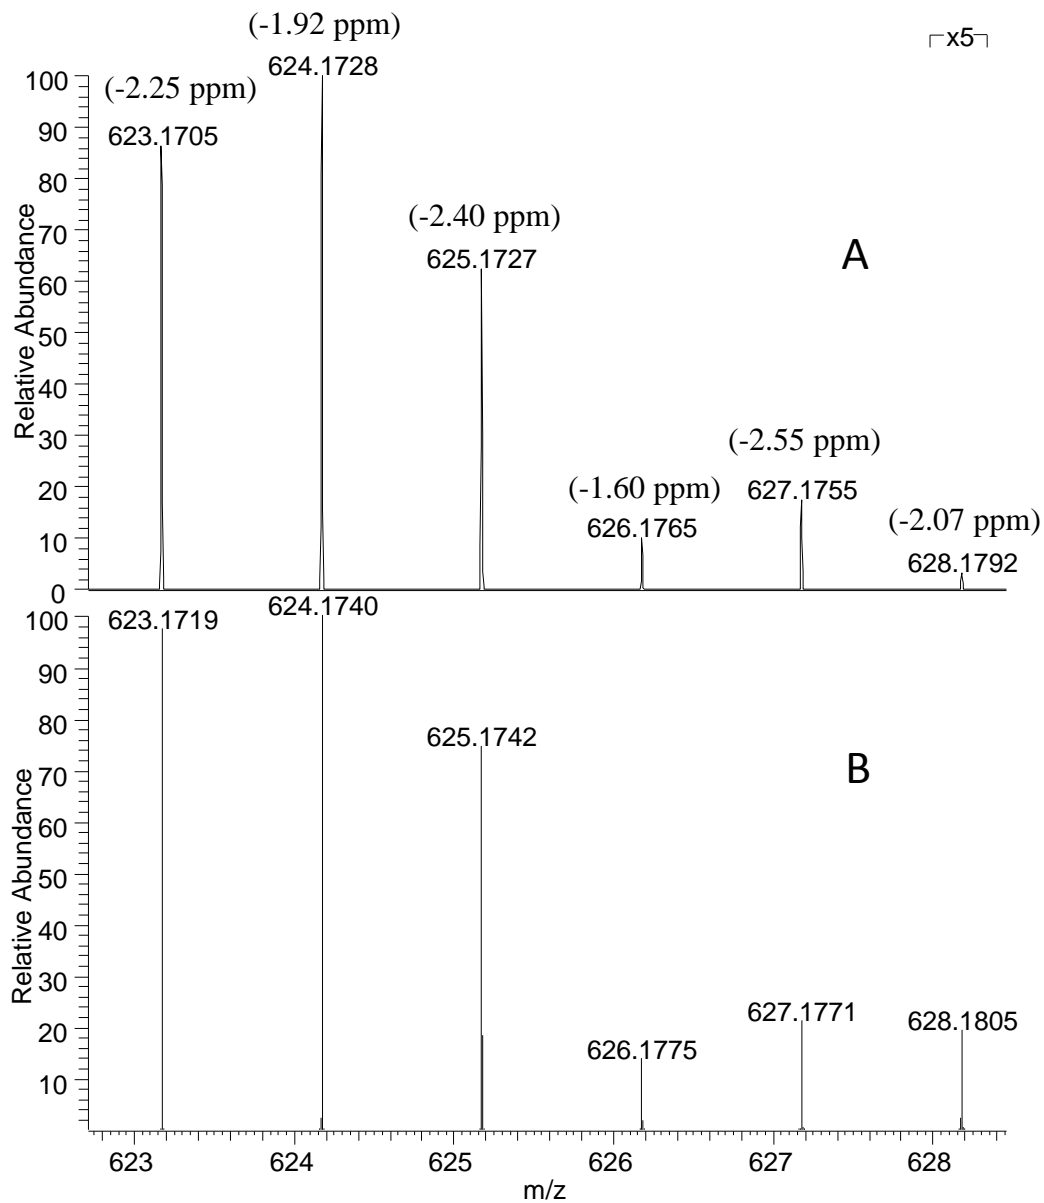 (-1.92 ppm)
x5
624.1728
100
(-2.25 ppm)
90
623.1705
80
70
(-2.40 ppm)
625.1727
A
60
50
40
30
(-2.55 ppm)
20
(-1.60 ppm)
627.1755
626.1765
(-2.07 ppm)
10
628.1792
0
Relative Abundance
624.1740
100
623.1719
90
80
625.1742
70
B
60
50
40
30
20
627.1771
628.1805
626.1775
10
Relative Abundance
623 624 625 626 627 628
m/z